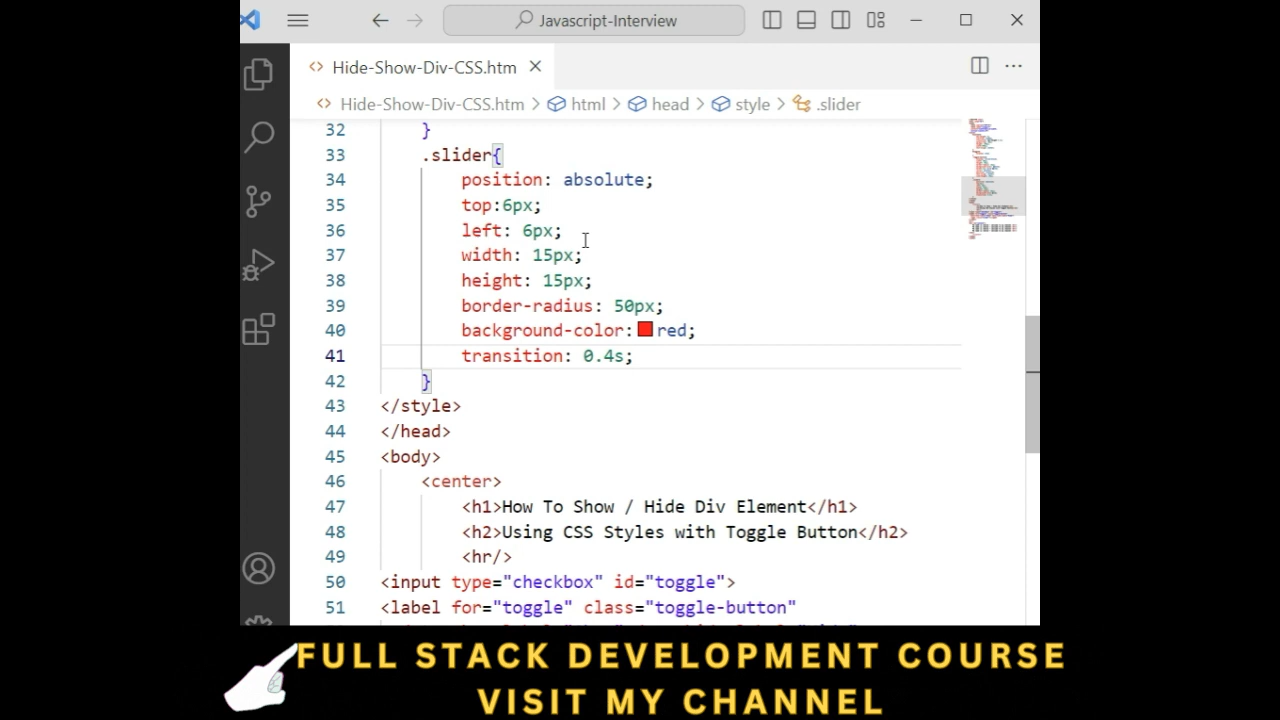 Javascript-Interview
Hide-Show-Div-CSS.htm
Hide-Show-Div-CSS.htm > html > head > style > .slider
32 }
33 .slider{
34 position: absolute;
35 top:6px;
36 left: 6px;
37 width: 15px;
38 height: 15px;
39 border-radius: 50px;
40 background-color: red;
41 transition: 0.4s;
42 }
43 </style>
44 </head>
45 <body>
46 <center>
47 <h1>How To Show / Hide Div Element</h1>
48 <h2>Using CSS Styles with Toggle Button</h2>
49 <hr/>
50 <input type="checkbox" id="toggle">
51 <label for="toggle" class="toggle-button"
FULL STACK DEVELOPMENT COURSE
VISIT MY CHANNEL